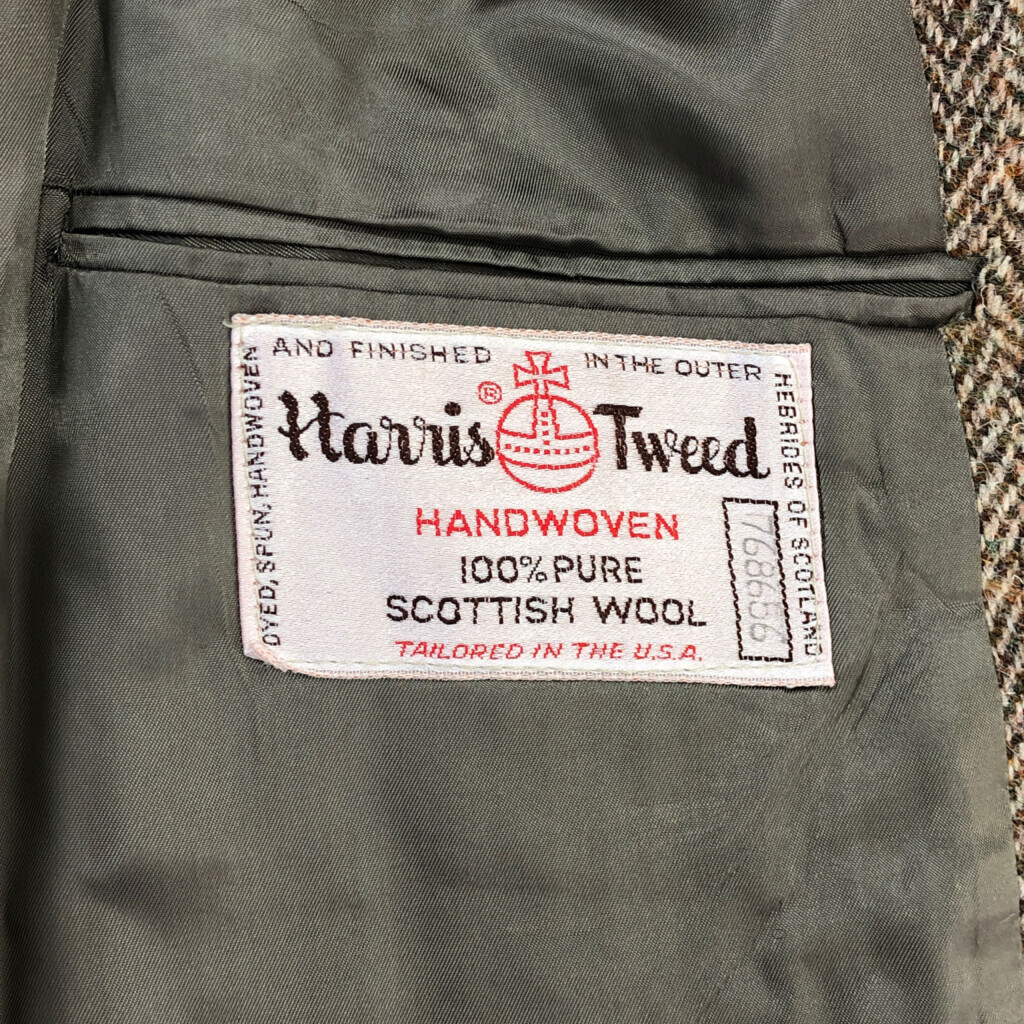 DYED, SPUN, HANDWOVEN
AND FINISHED IN THE OUTER
HEBRIDES OF SCOTLAND
Harris Tweed
®
HANDWOVEN
100% PURE
SCOTTISH WOOL
TAILORED IN THE U.S.A.
768656